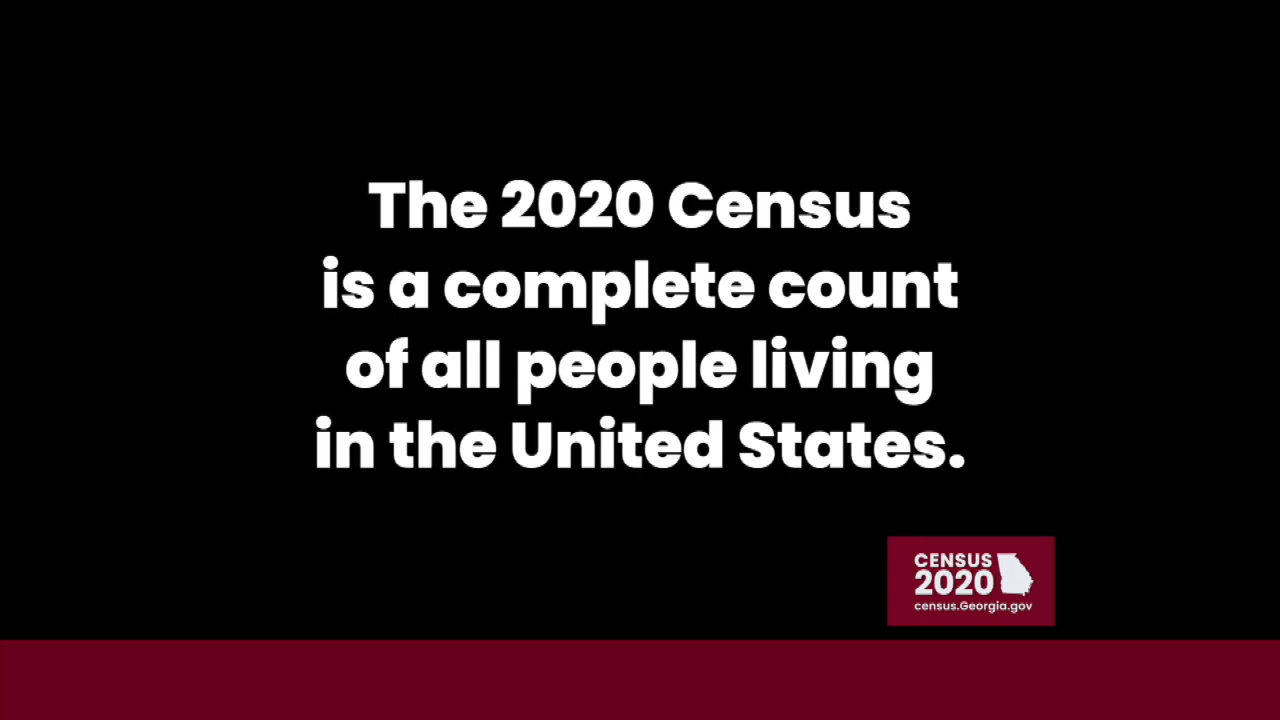 The 2020 Census
is a complete count
of all people living
in the United States.
CENSUS
2020
census.Georgia.gov